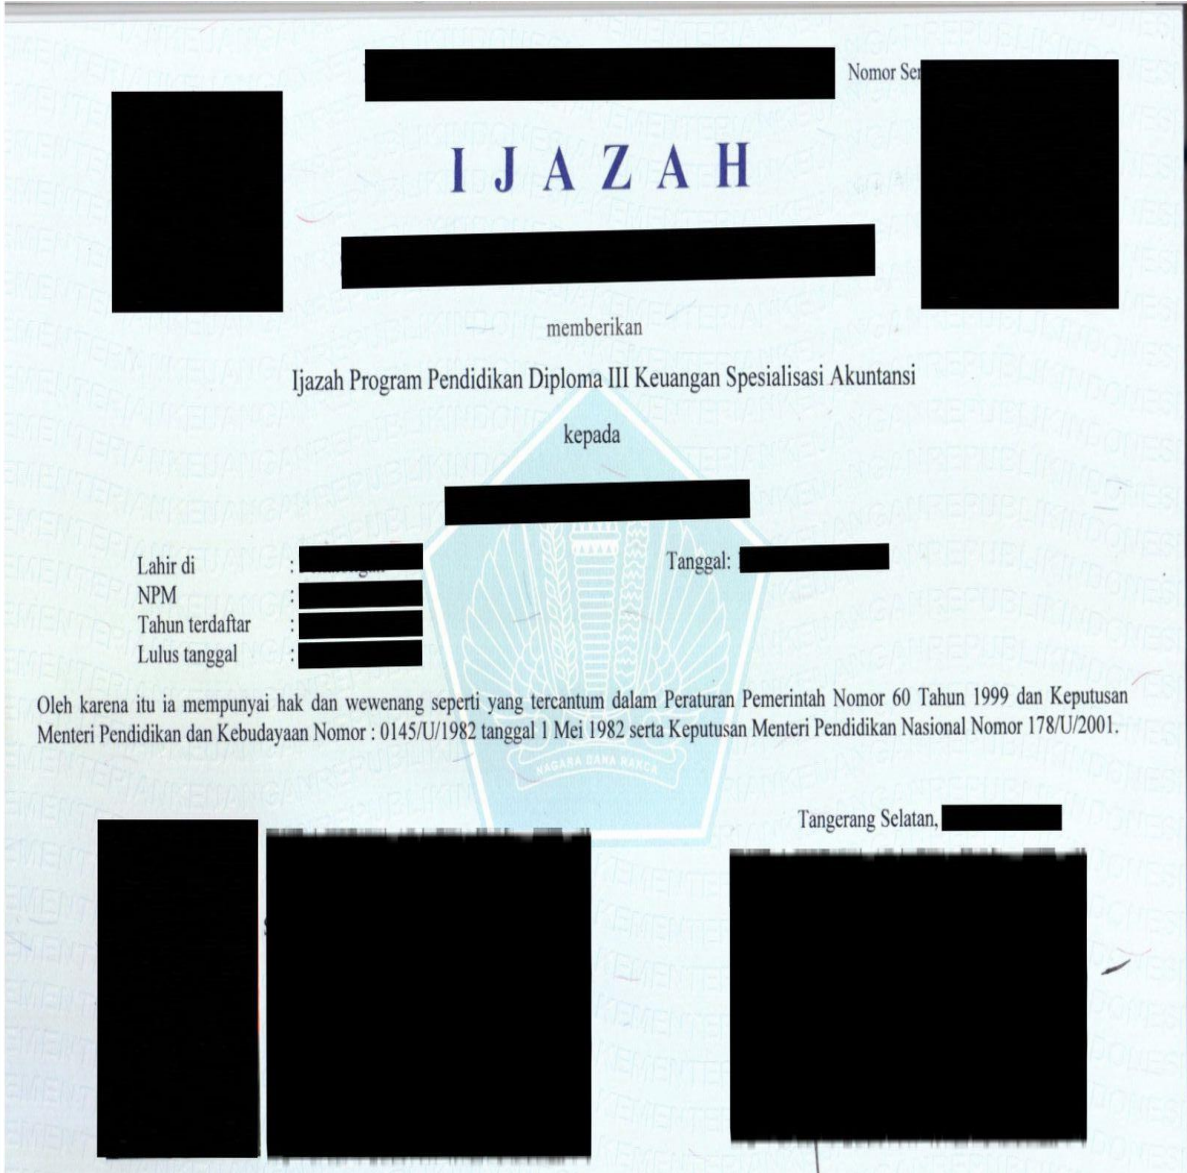 Nomor
I J A Z A H
memberikan
Ijazah Program Pendidikan Diploma III Keuangan Spesialisasi Akuntansi
kepada
Lahir di : Tanggal:
NPM :
Tahun terdaftar :
Lulus tanggal :
Oleh karena itu ia mempunyai hak dan wewenang seperti yang tercantum dalam Peraturan Pemerintah Nomor 60 Tahun 1999 dan Keputusan
Menteri Pendidikan dan Kebudayaan Nomor : 0145/U/1982 tanggal 1 Mei 1982 serta Keputusan Menteri Pendidikan Nasional Nomor 178/U/2001.
NAGARA DANA RAKCA
Tangerang Selatan,